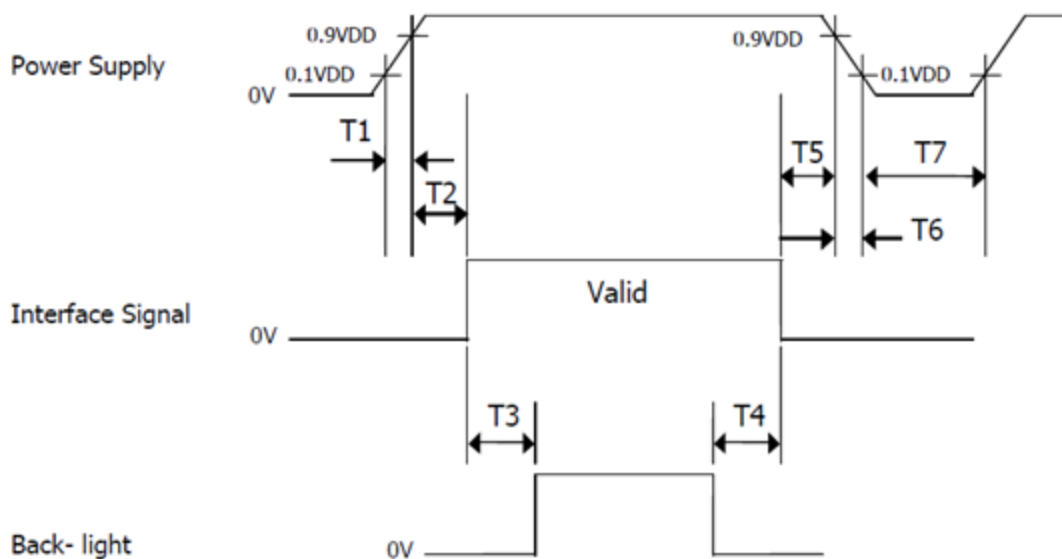 0.9VDD
0.9VDD
Power Supply
0.1VDD
0.1VDD
0V
T1
T5
T7
T2
T6
Valid
Interface Signal
0V
T3
T4
Back- light
0V